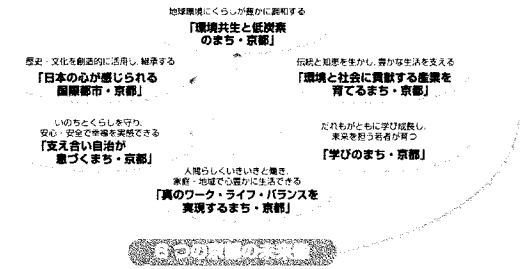 地球環境にくらしが豊かに調和する
「環境共生と低炭素
のまち・京都」
歴史・文化を創造的に活用し、継承する
「日本の心が感じられる
国際都市・京都」
伝統と知恵を生かし、豊かな生活を支える
「環境と社会に貢献する産業を
育てるまち・京都」
いのちとくらしを守り、
安心・安全で幸福を実感できる
「支え合い自治が
息づくまち・京都」
だれもがともに学び成長し、
未来を担う若者が育つ
「学びのまち・京都」
人間らしくいきいきと働き、
家庭・地域で心豊かに生活できる
「真のワーク・ライフ・バランスを
実現するまち・京都」
6つの京都の未来像